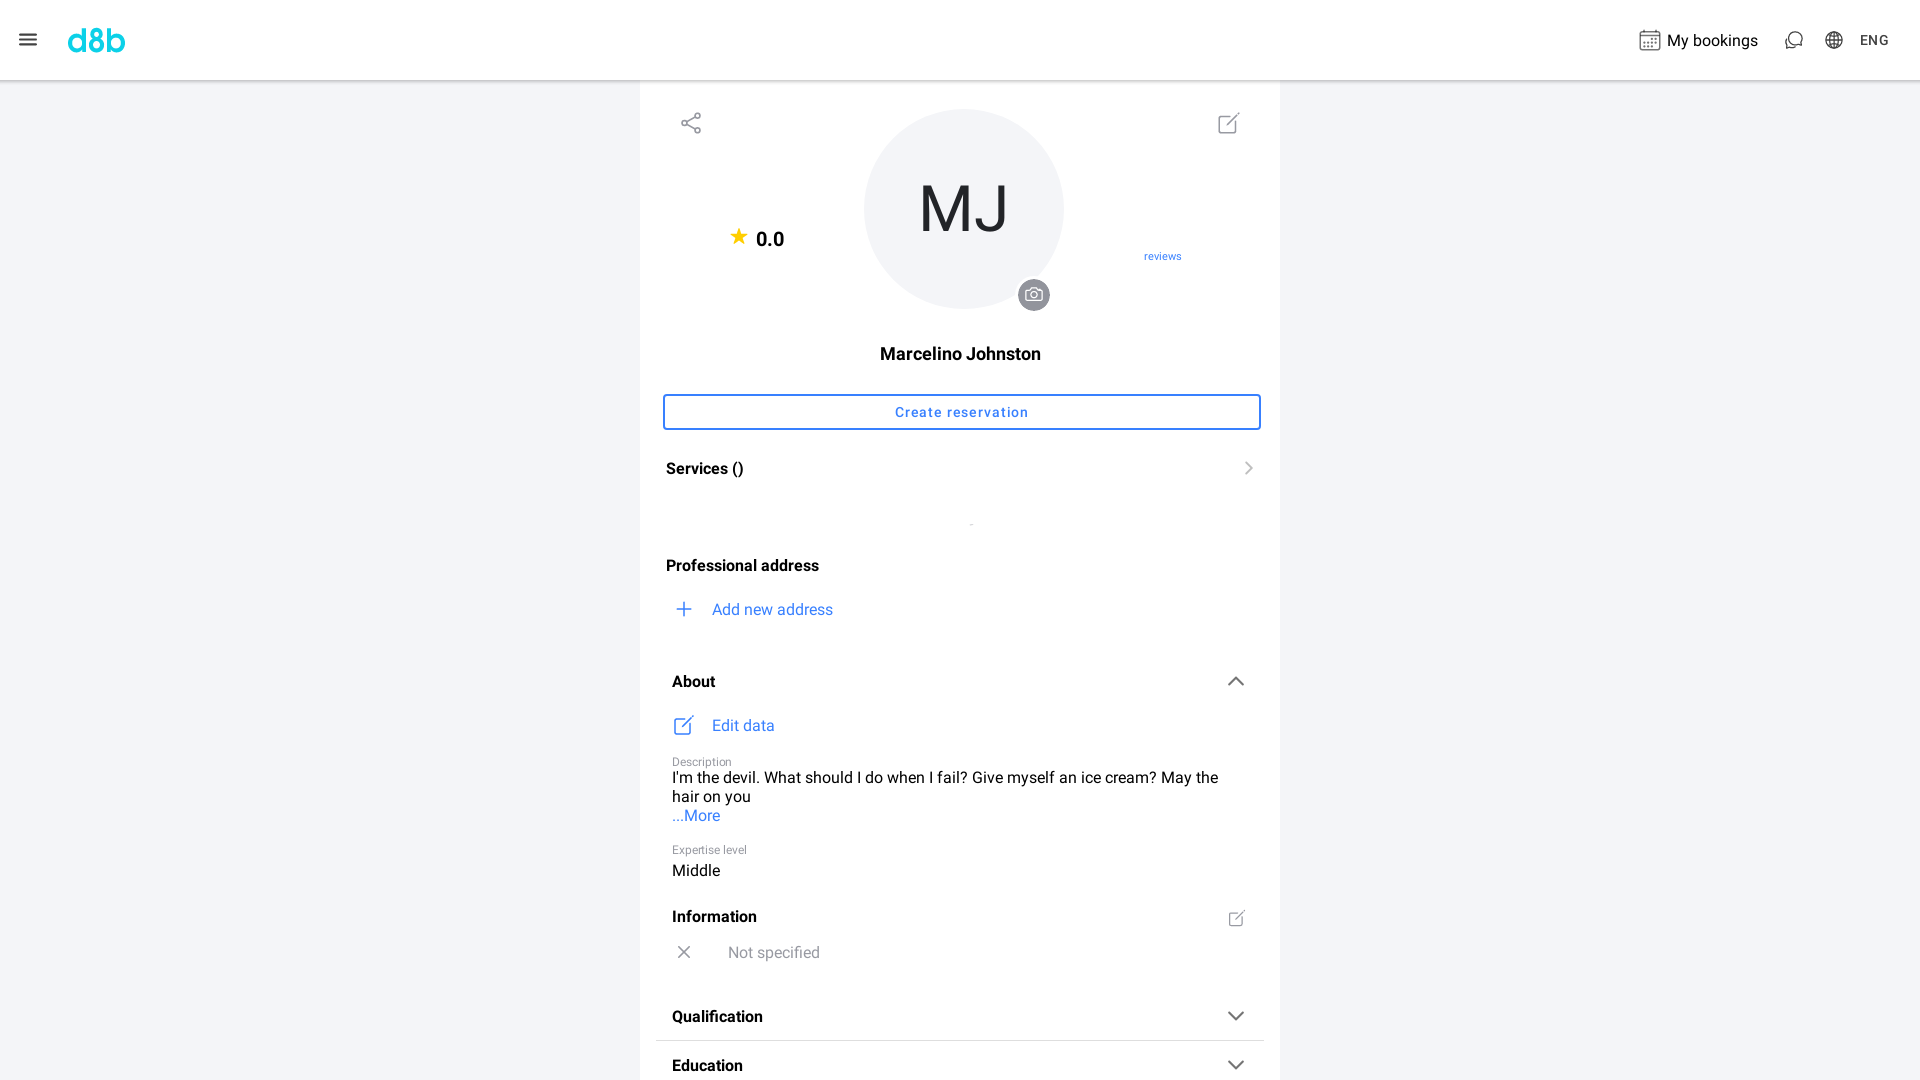 d8b
My bookings
ENG
MJ
0.0
reviews
Marcelino Johnston
Create reservation
Services ()
Professional address
Add new address
About
Edit data
Description
I'm the devil. What should I do when I fail? Give myself an ice cream? May the
hair on you
...More
Expertise level
Middle
Information
Not specified
Qualification
Education